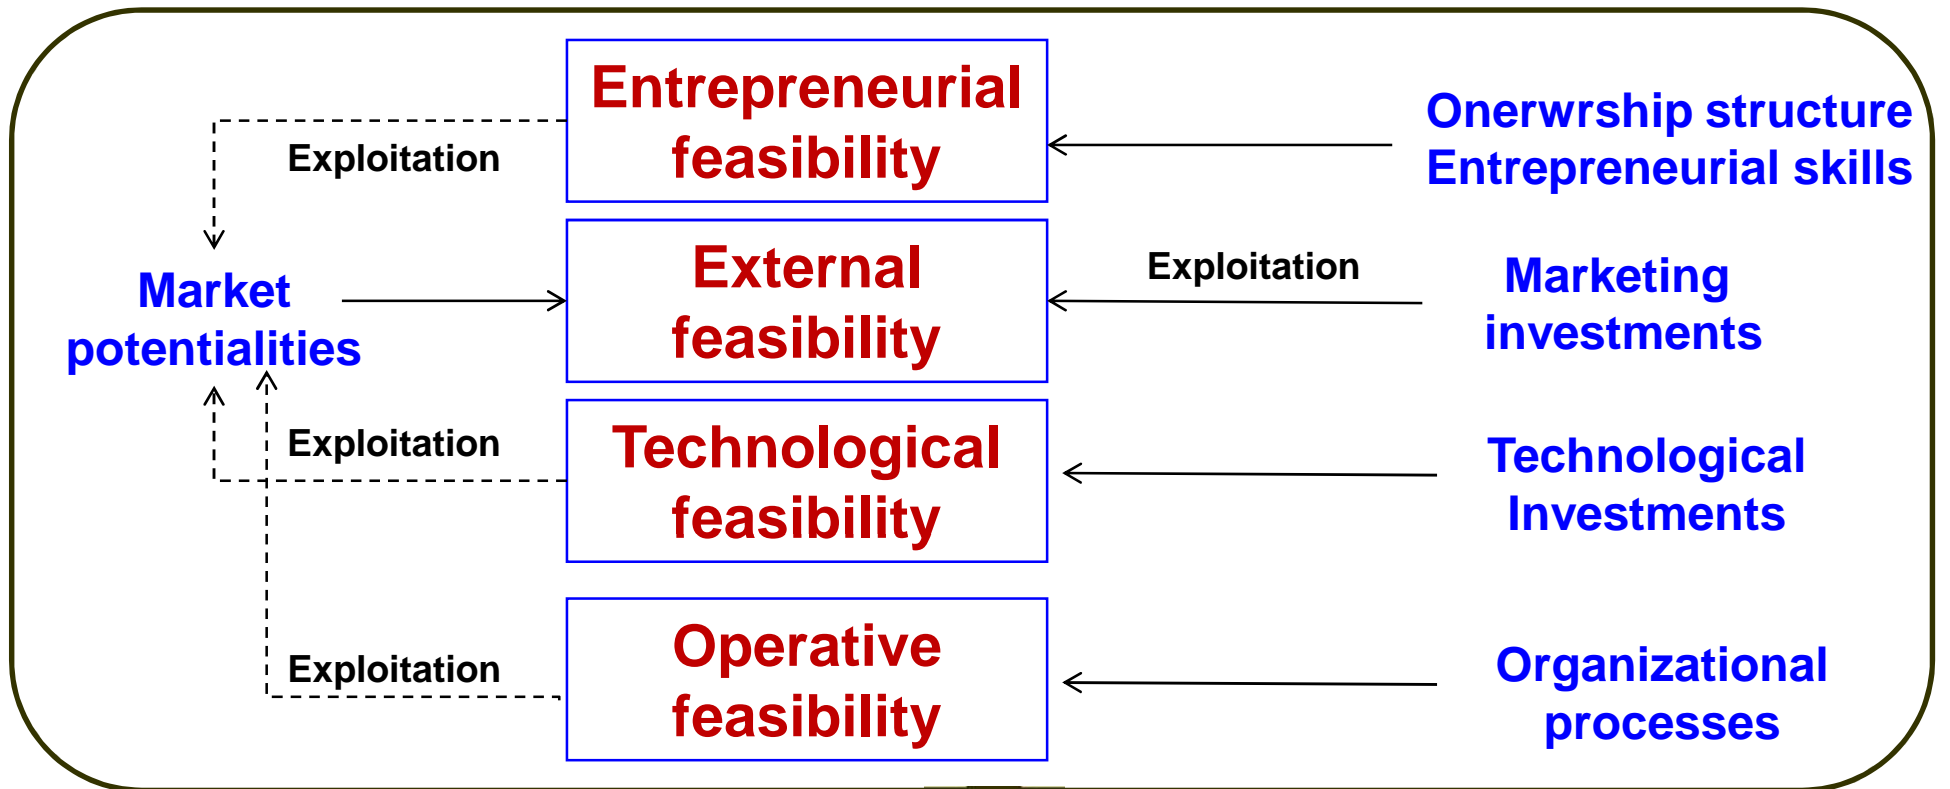 Entrepreneurial
feasibility
Exploitation
Onerwrship structure
Entrepreneurial skills
Market
potentialities
External
feasibility
Exploitation
Marketing
investments
Exploitation
Technological
feasibility
Technological
Investments
Exploitation
Operative
feasibility
Organizational
processes